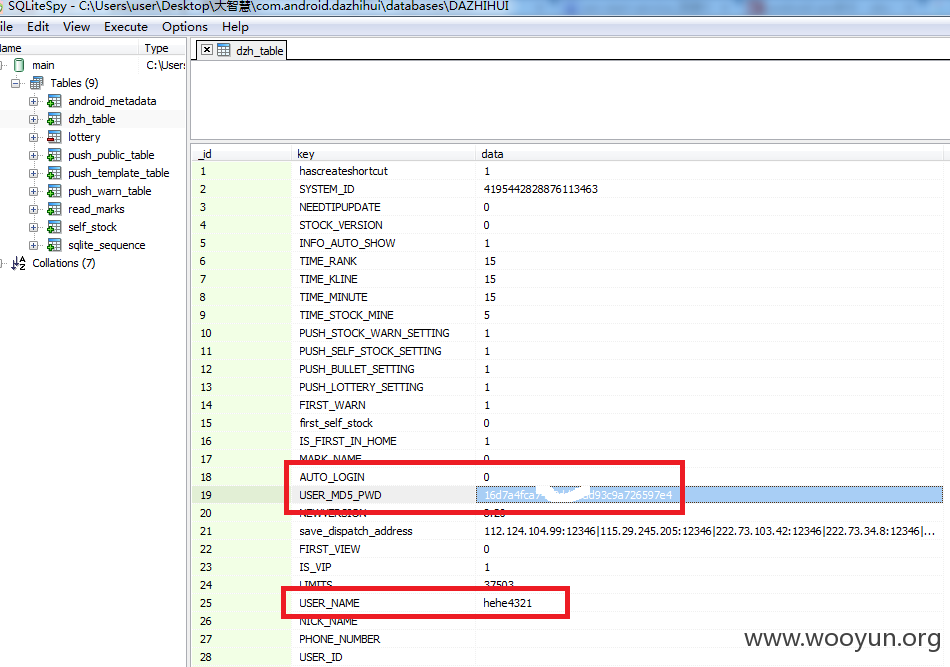 SQLiteSpy - C:\Users\user\Desktop\大智慧\com.android.dazhihui\databases\DAZHIHUI
ile Edit View Execute Options Help
ame Type
main C:\Users
Tables (9)
android_metadata
dzh_table
lottery
push_public_table
push_template_table
push_warn_table
read_marks
self_stock
sqlite_sequence
Collations (7)
dzh_table
_id key data
1 hascreateshortcut 1
2 SYSTEM_ID 4195442828876113463
3 NEEDTIPUPDATE 0
4 STOCK_VERSION 0
5 INFO_AUTO_SHOW 1
6 TIME_RANK 15
7 TIME_KLINE 15
8 TIME_MINUTE 15
9 TIME_STOCK_MINE 5
10 PUSH_STOCK_WARN_SETTING 1
11 PUSH_SELF_STOCK_SETTING 1
12 PUSH_BULLET_SETTING 1
13 PUSH_LOTTERY_SETTING 1
14 FIRST_WARN 1
15 first_self_stock 0
16 IS_FIRST_IN_HOME 1
17 MARK_NAME 0
18 AUTO_LOGIN 0
19 USER_MD5_PWD
20 NEWVERSION
21 save_dispatch_address 112.124.104.99:12346|115.29.245.205:12346|222.73.103.42:12346|222.73.34.8:12346|...
22 FIRST_VIEW 0
23 IS_VIP 1
24 LIMITS 37503
25 USER_NAME hehe4321
26 NICK_NAME
27 PHONE_NUMBER
28 USER_ID
www.wooyun.org